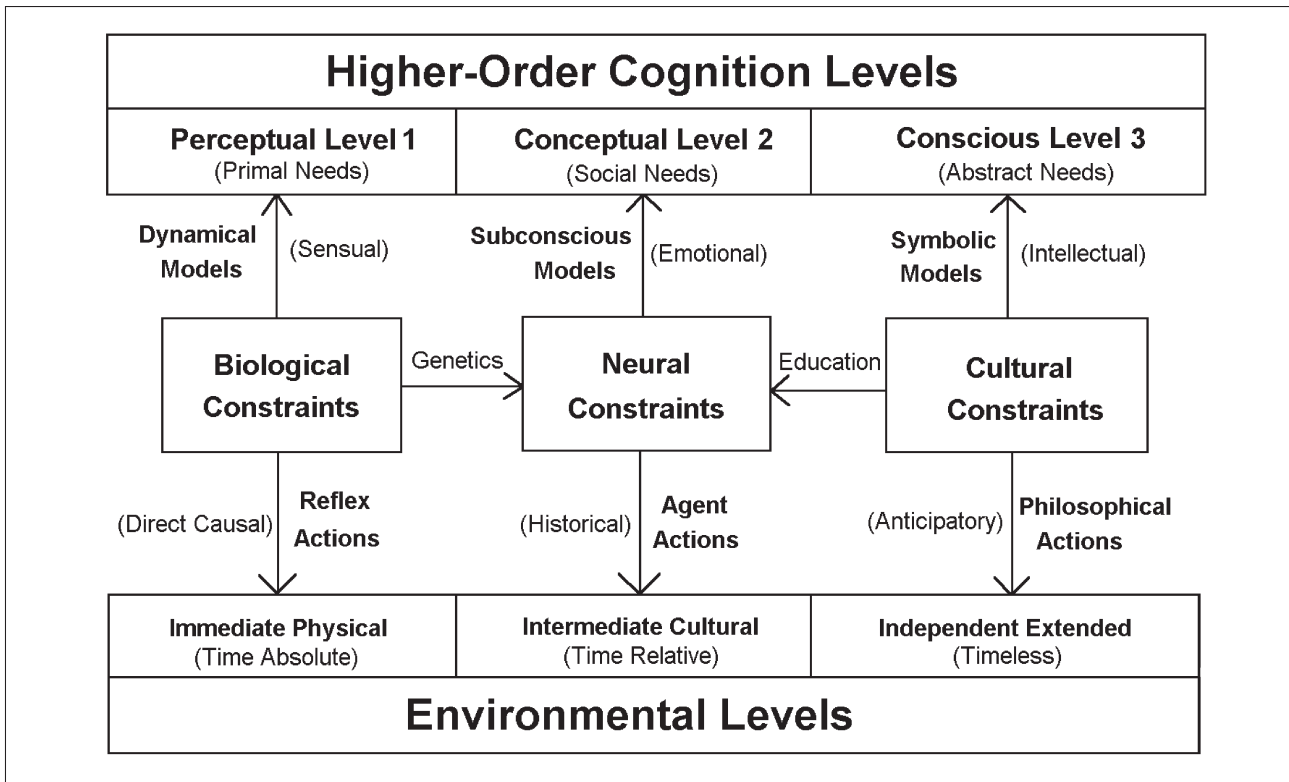 Higher-Order Cognition Levels
Perceptual Level 1
(Primal Needs)
Conceptual Level 2
(Social Needs)
Conscious Level 3
(Abstract Needs)
Dynamical
Models
(Sensual)
Subconscious
Models
(Emotional)
Symbolic
Models
(Intellectual)
Biological
Constraints
Genetics
Neural
Constraints
Education
Cultural
Constraints
(Direct Causal)
Reflex
Actions
(Historical)
Agent
Actions
(Anticipatory)
Philosophical
Actions
Immediate Physical
(Time Absolute)
Intermediate Cultural
(Time Relative)
Independent Extended
(Timeless)
Environmental Levels